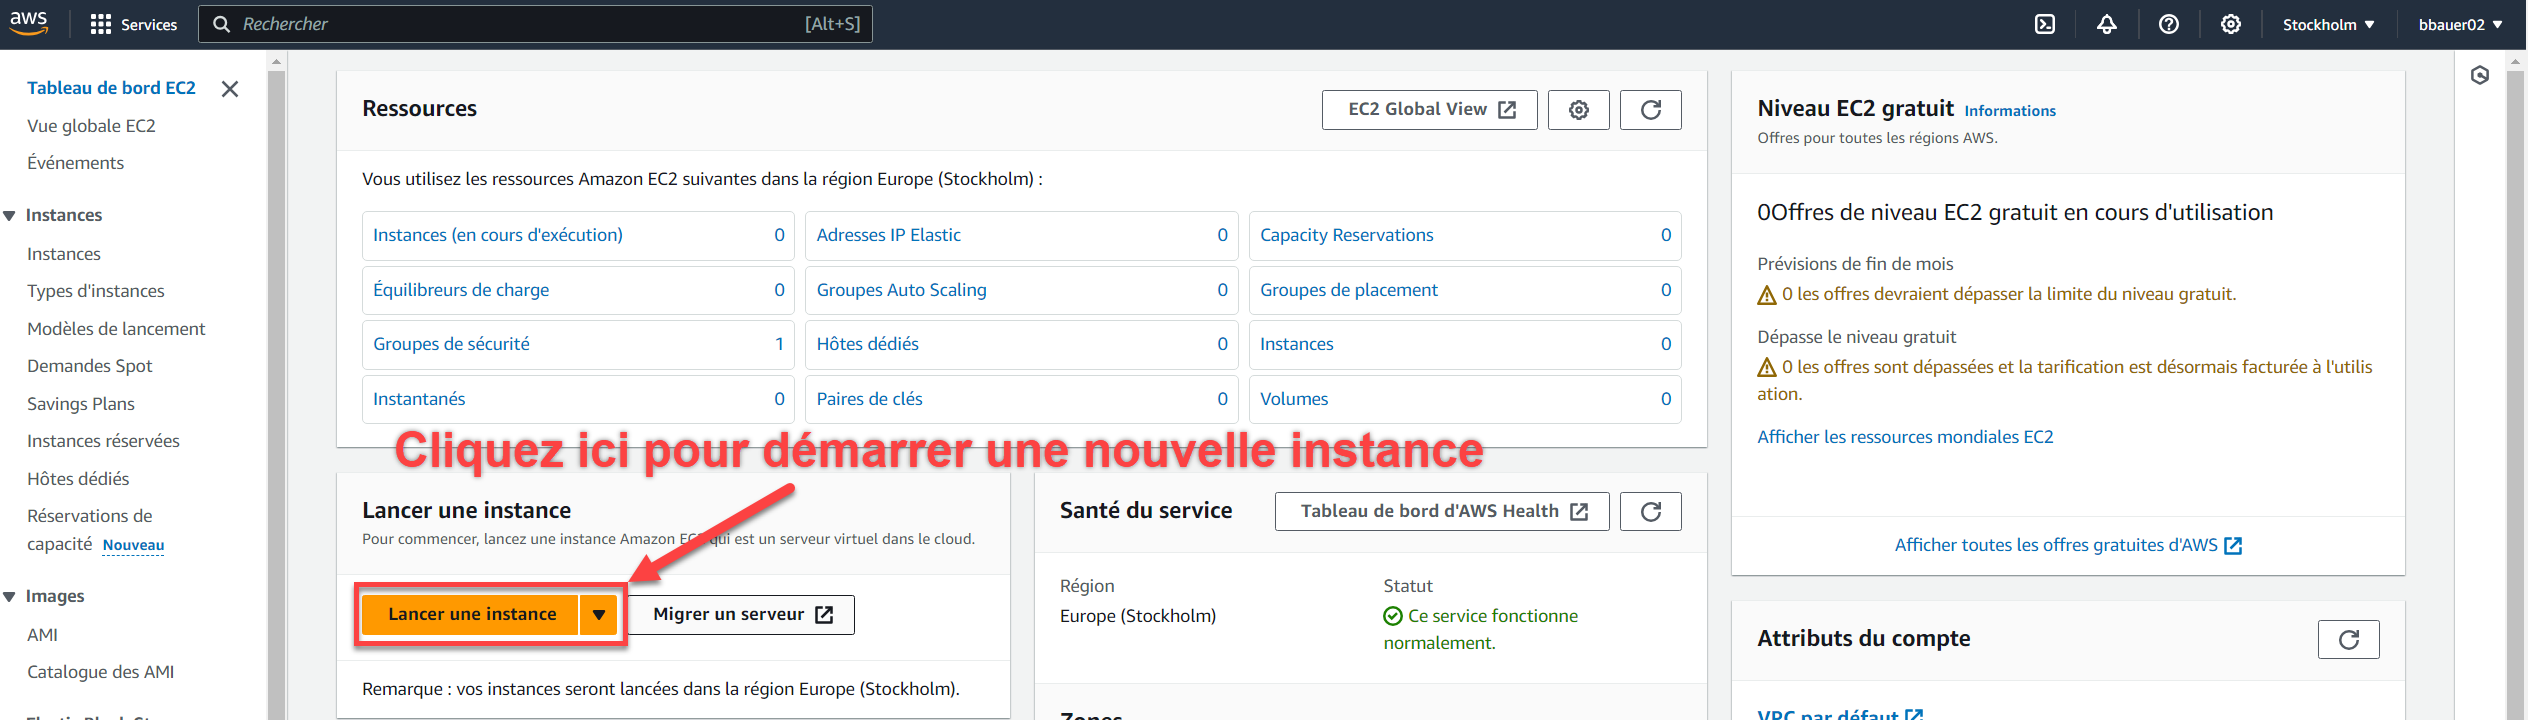 aws
Services
Rechercher
[Alt+S]
Stockholm
bbauer02
Tableau de bord EC2
Vue globale EC2
Événements
Instances
Instances
Types d'instances
Modèles de lancement
Demandes Spot
Savings Plans
Instances réservées
Hôtes dédiés
Réservations de
capacité Nouveau
Images
AMI
Catalogue des AMI
Ressources
EC2 Global View
Vous utilisez les ressources Amazon EC2 suivantes dans la région Europe (Stockholm) :
Instances (en cours d'exécution) 0
Adresses IP Elastic 0
Capacity Reservations 0
Équilibreurs de charge 0
Groupes Auto Scaling 0
Groupes de placement 0
Groupes de sécurité 1
Hôtes dédiés 0
Instances 0
Instantanés 0
Paires de clés 0
Volumes 0
Cliquez ici pour démarrer une nouvelle instance
Lancer une instance
Pour commencer, lancez une instance Amazon EC2 qui est un serveur virtuel dans le cloud.
Lancer une instance
Migrer un serveur
Remarque : vos instances seront lancées dans la région Europe (Stockholm).
Santé du service
Tableau de bord d'AWS Health
Région
Europe (Stockholm)
Statut
Ce service fonctionne
normalement.
Zones
Niveau EC2 gratuit Informations
Offres pour toutes les régions AWS.
0Offres de niveau EC2 gratuit en cours d'utilisation
Prévisions de fin de mois
0 les offres devraient dépasser la limite du niveau gratuit.
Dépasse le niveau gratuit
0 les offres sont dépassées et la tarification est désormais facturée à l'utilis
ation.
Afficher les ressources mondiales EC2
Afficher toutes les offres gratuites d'AWS
Attributs du compte
VPC par défaut